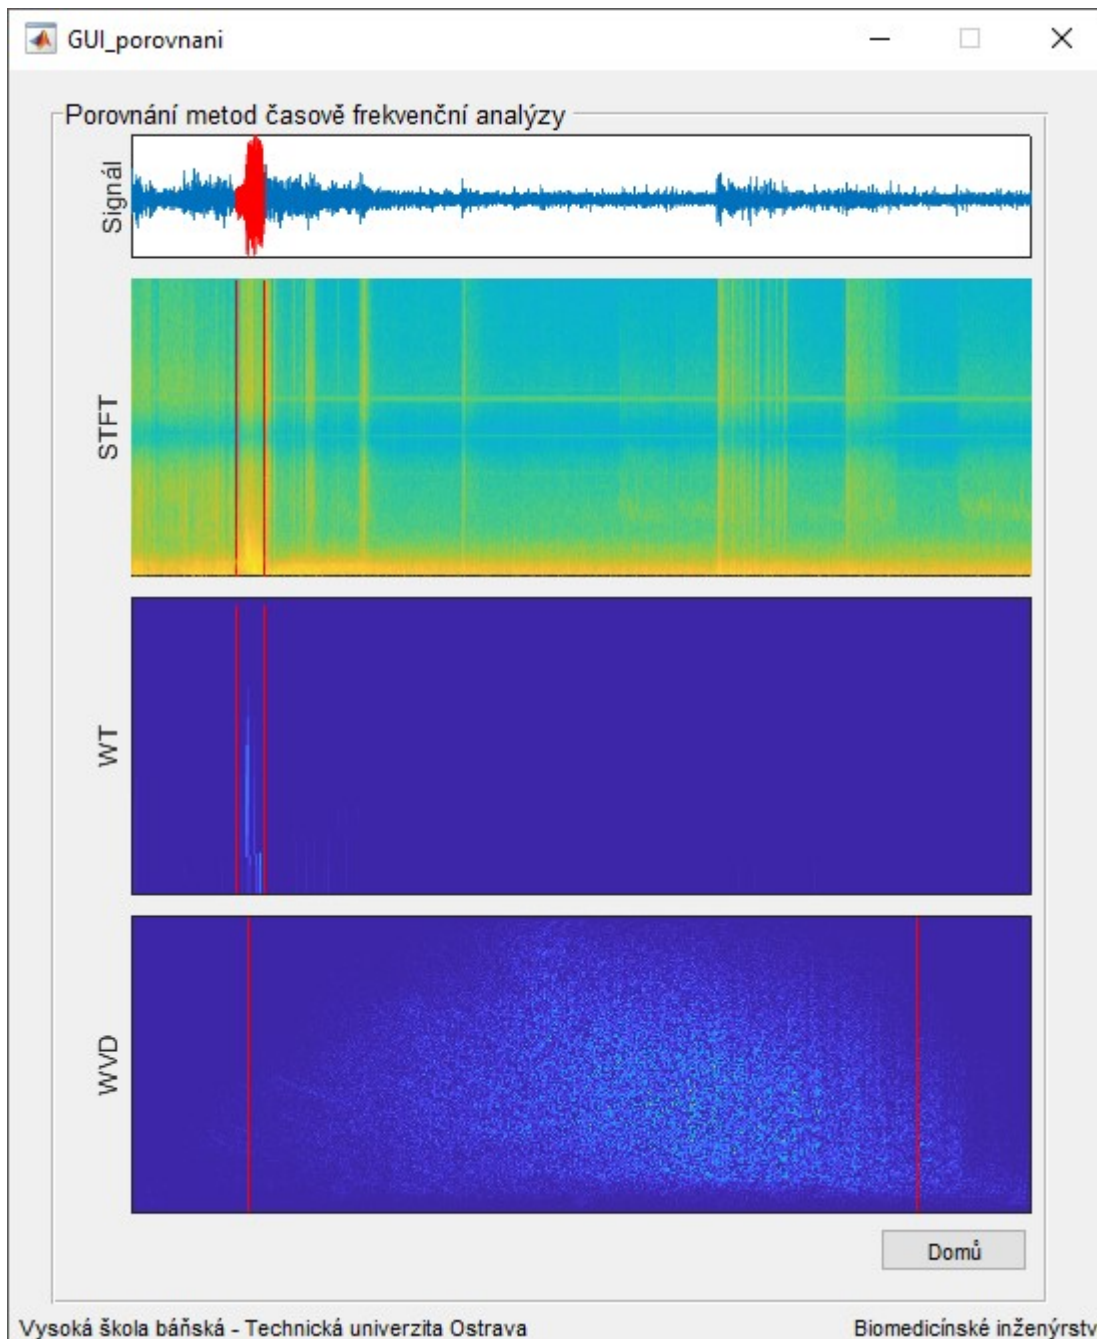 GUI_porovnani
Porovnání metod časově frekvenční analýzy
Signál
STFT
WT
WVD
Domů
Vysoká škola báňská - Technická univerzita Ostrava
Biomedicínské inženýrstv